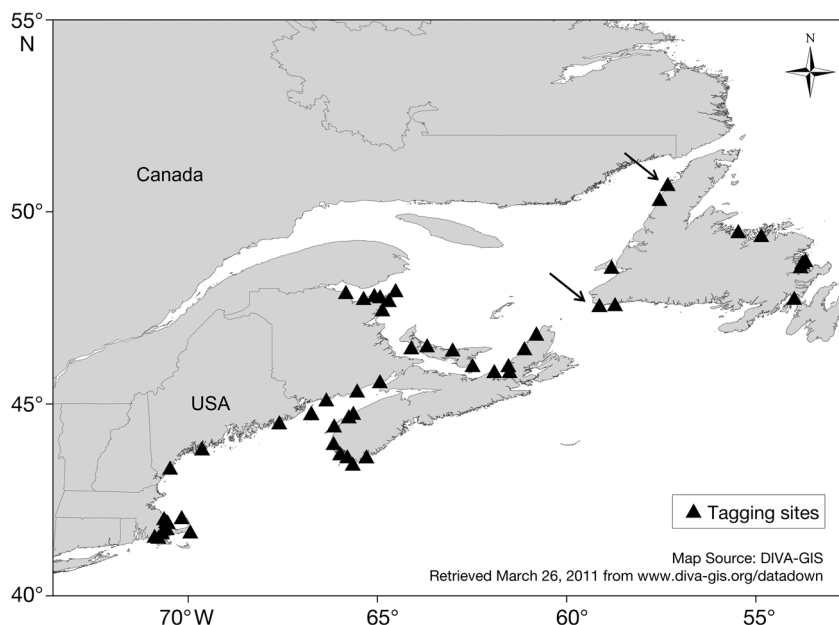 55°
N
N
Canada
50°
45°
USA
Tagging sites
Map Source: DIVA-GIS
Retrieved March 26, 2011 from www.diva-gis.org/datadown
40°
70° W
65°
60°
55°